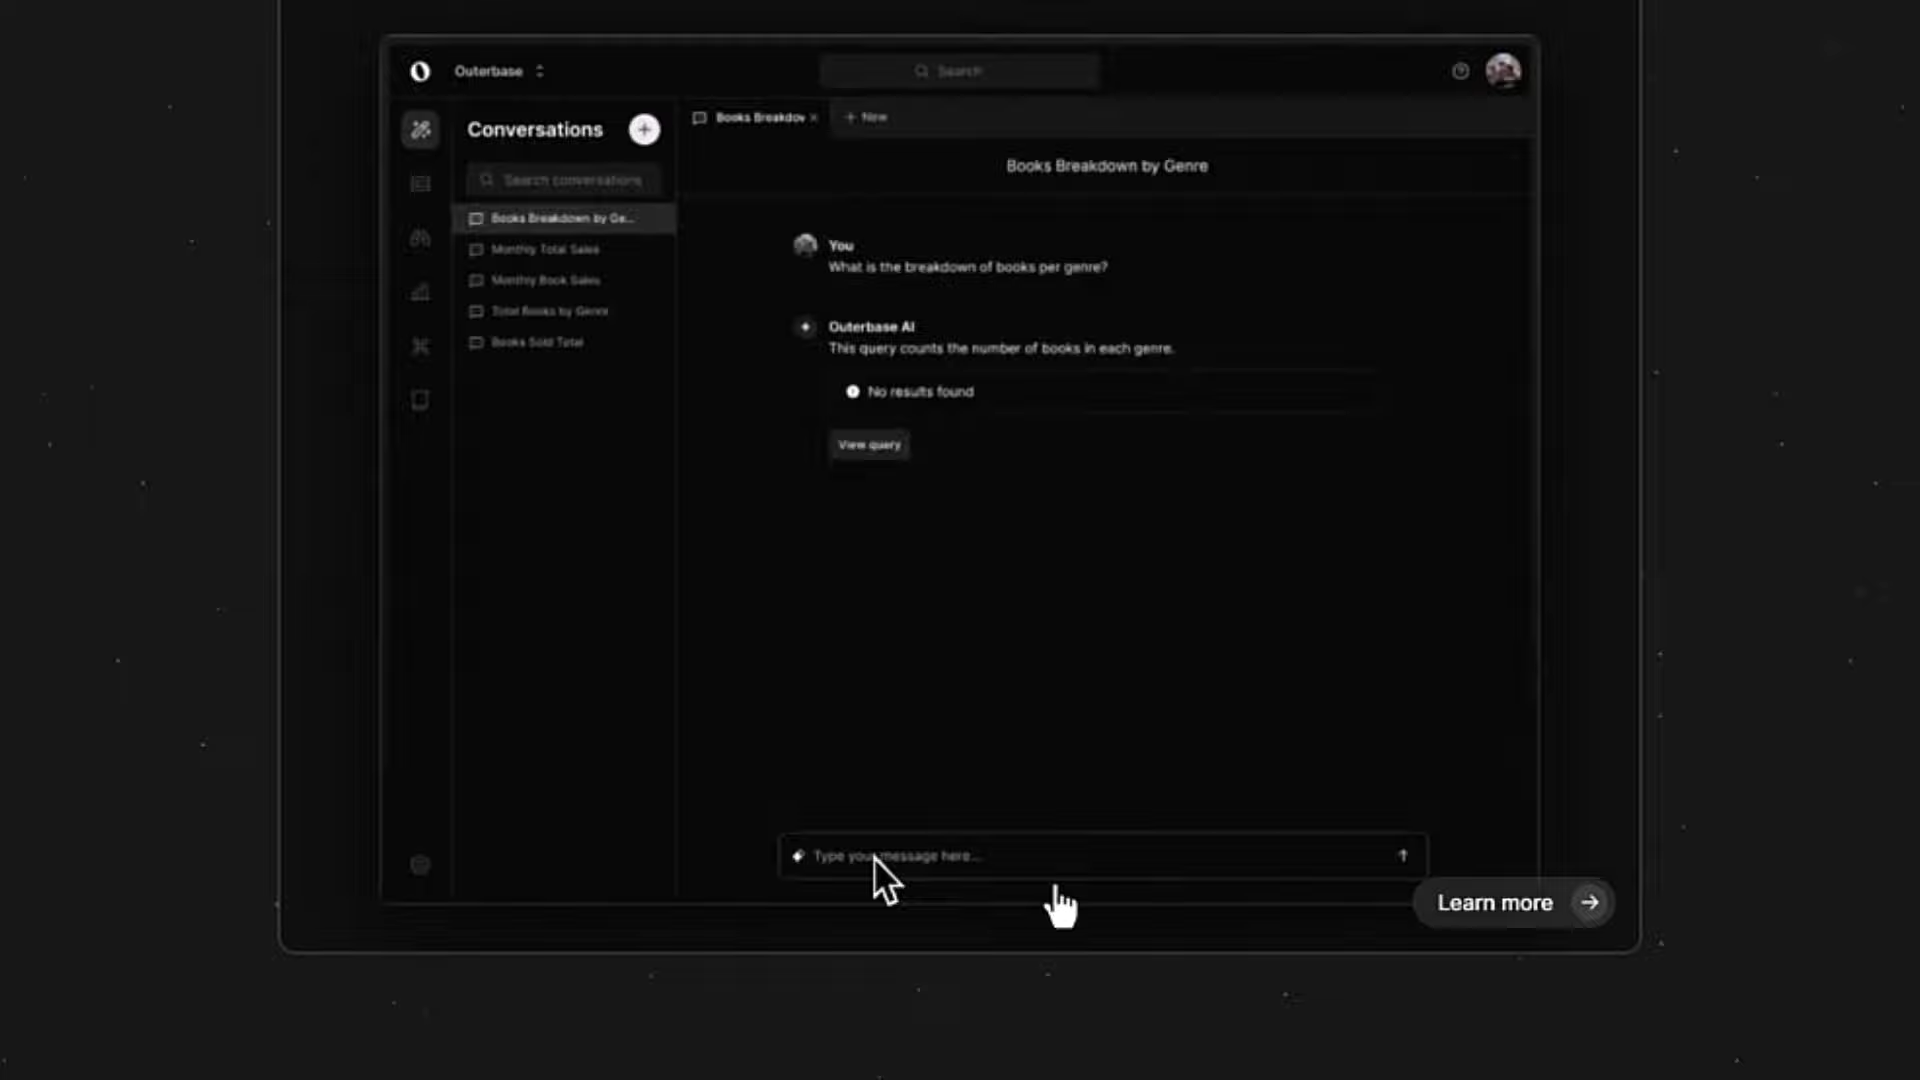 Outerbase
Search
Conversations
Search conversations
Books Breakdown by Ge...
Monthly Total Sales
Monthly Book Sales
Total Books by Genre
Books Sold Total
Books Breakdov
New
Books Breakdown by Genre
You
What is the breakdown of books per genre?
Outerbase AI
This query counts the number of books in each genre.
No results found
View query
Type your message here...
Learn more